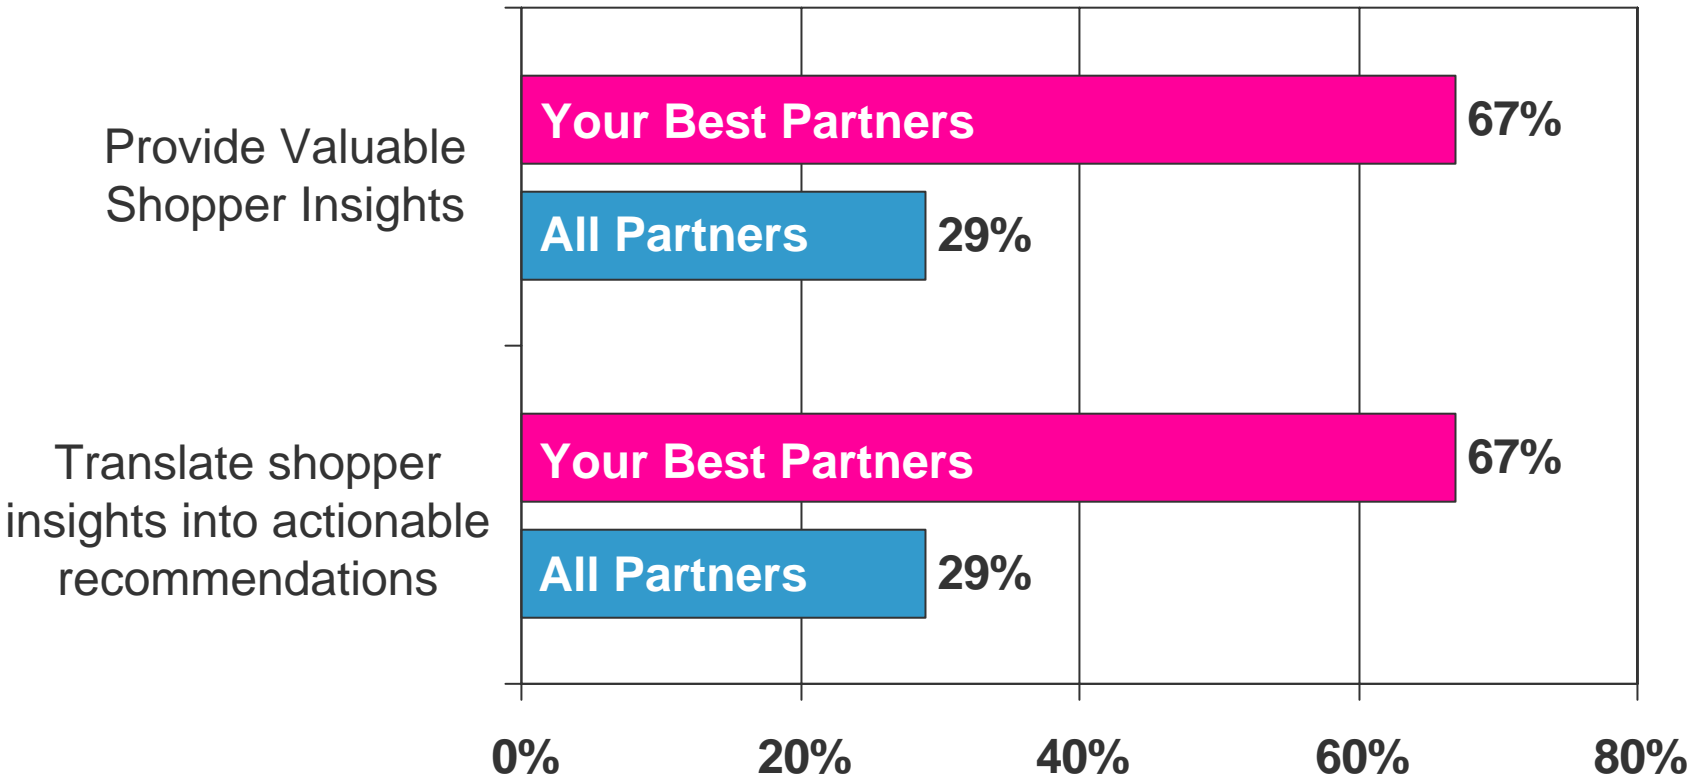 Provide Valuable
Shopper Insights
Your Best Partners
67%
All Partners
29%
Translate shopper
insights into actionable
recommendations
Your Best Partners
67%
All Partners
29%
0%
20%
40%
60%
80%